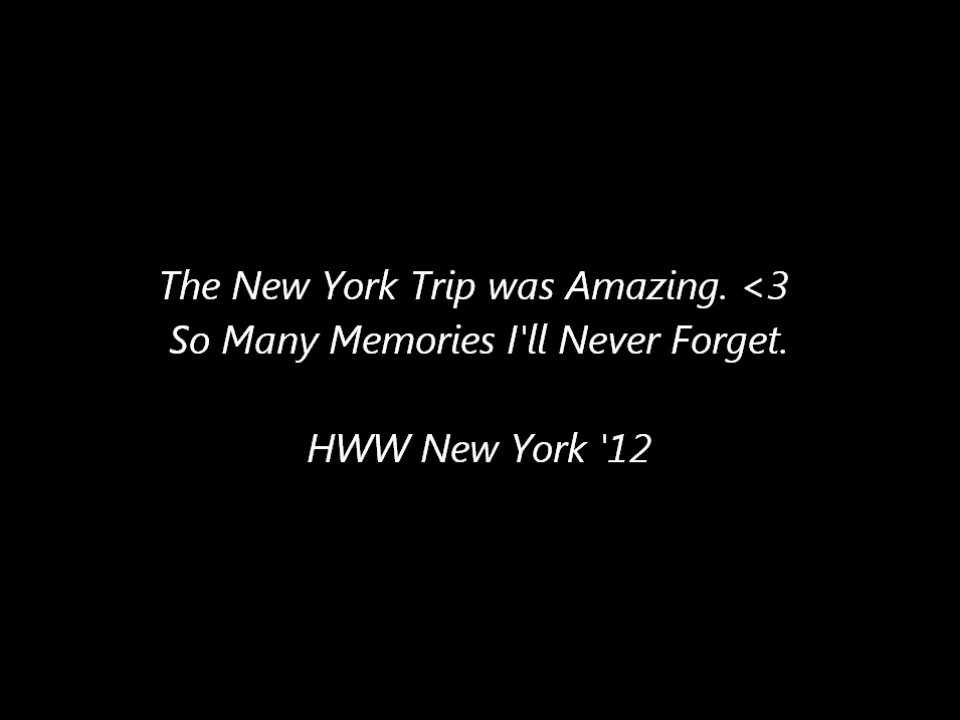 The New York Trip was Amazing. <3
So Many Memories I'll Never Forget.
HWW New York '12